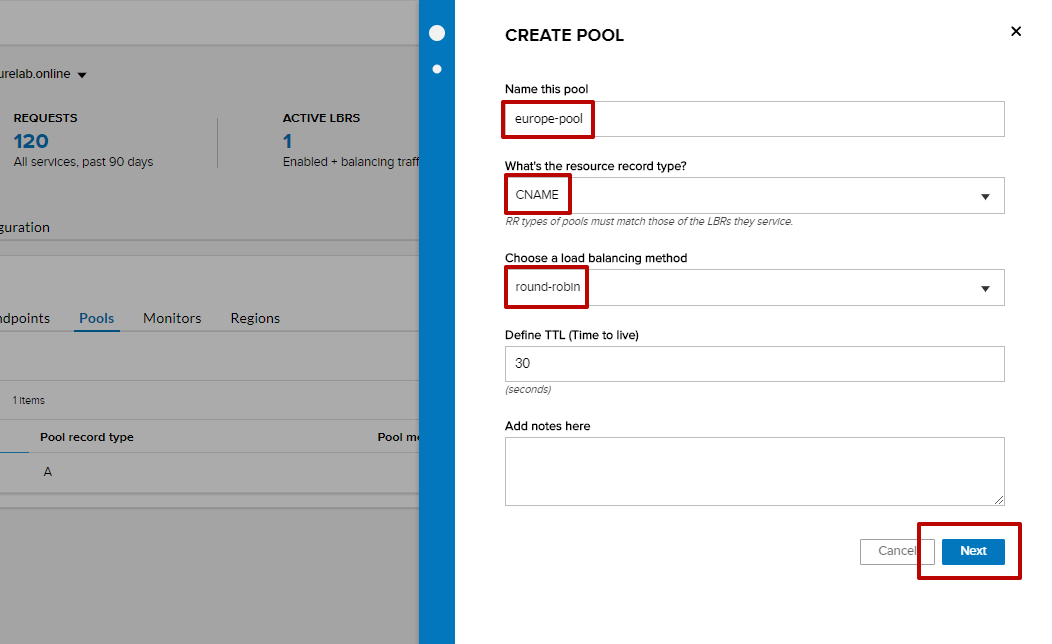 urelab.online
REQUESTS
120
All services, past 90 days
ACTIVE LBRS
1
Enabled + balancing traff
guration
ndpoints
Pools
Monitors
Regions
1 Items
Pool record type
Pool me
A
CREATE POOL
×
Name this pool
europe-pool
What's the resource record type?
CNAME
RR types of pools must match those of the LBRs they service.
Choose a load balancing method
round-robin
Define TTL (Time to live)
30
(seconds)
Add notes here
Cancel
Next